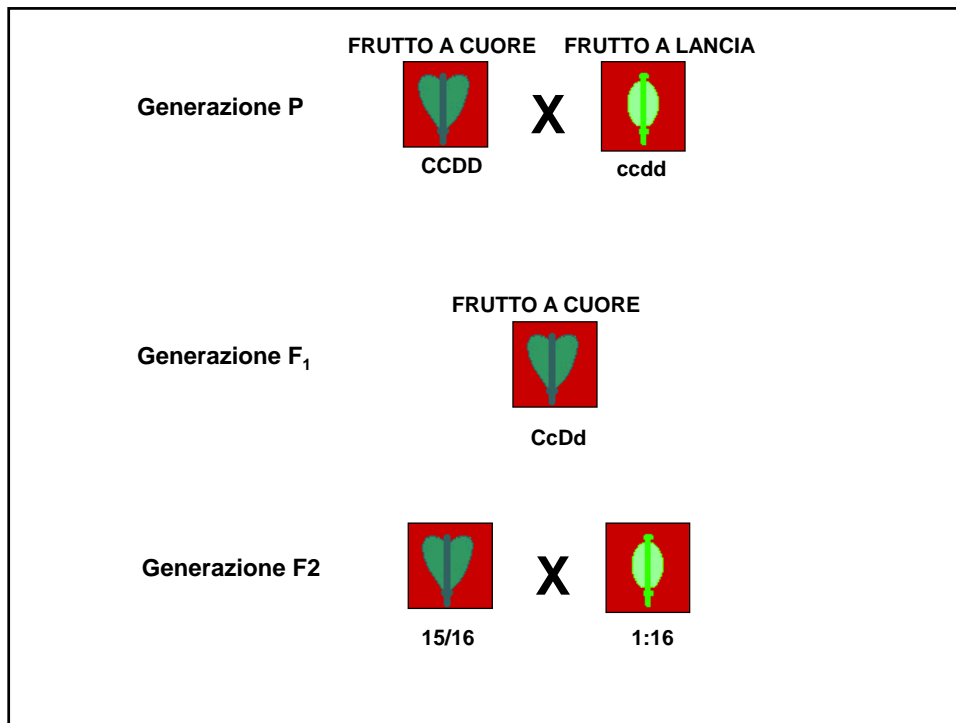 FRUTTO A CUORE FRUTTO A LANCIA
Generazione P
X
CCDD ccdd
FRUTTO A CUORE
Generazione F1
CcDd
Generazione F2
X
15/16 1:16